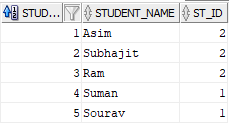 STUD... STUDENT_NAME ST_ID
1 Asim 2
2 Subhajit 2
3 Ram 2
4 Suman 1
5 Sourav 1